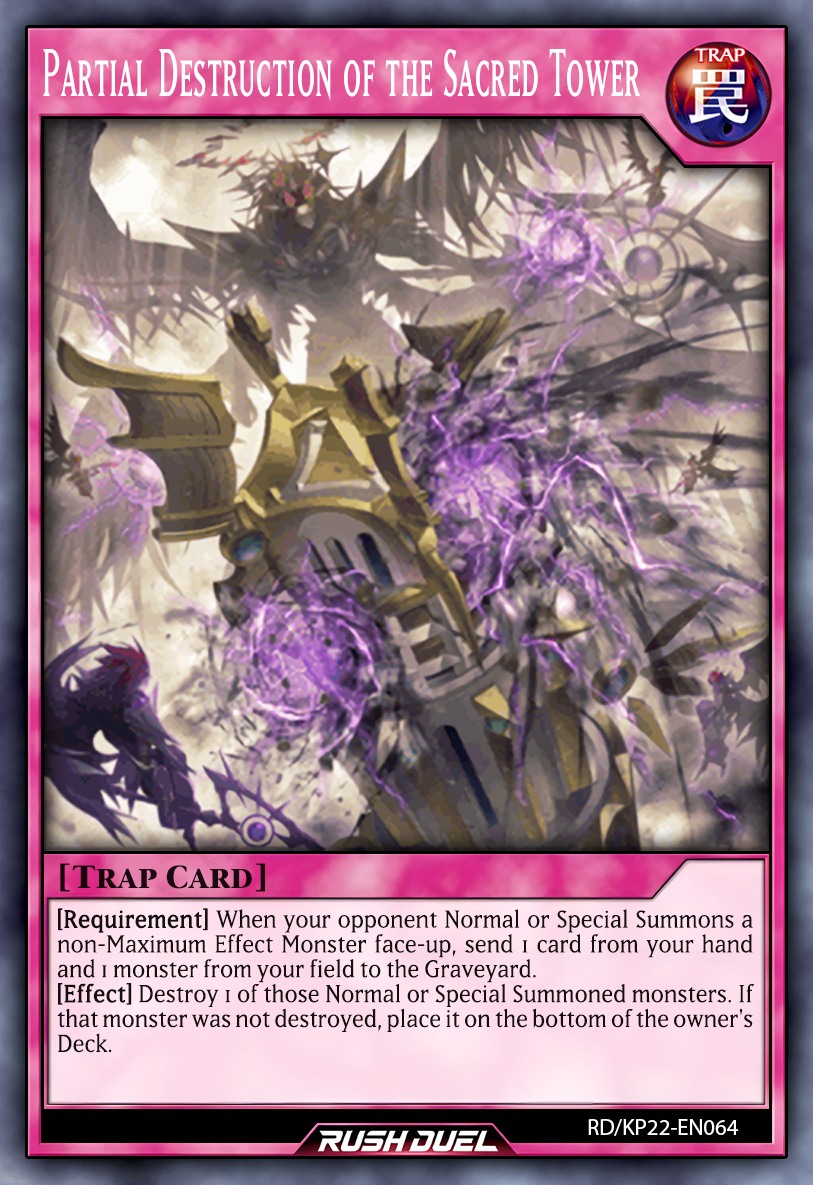 Partial Destruction of the Sacred Tower
TRAP
罠
[Trap Card]
[Requirement] When your opponent Normal or Special Summons a
non-Maximum Effect Monster face-up, send 1 card from your hand
and 1 monster from your field to the Graveyard.
[Effect] Destroy 1 of those Normal or Special Summoned monsters. If
that monster was not destroyed, place it on the bottom of the owner's
Deck.
RD/KP22-EN064
RUSH DUEL